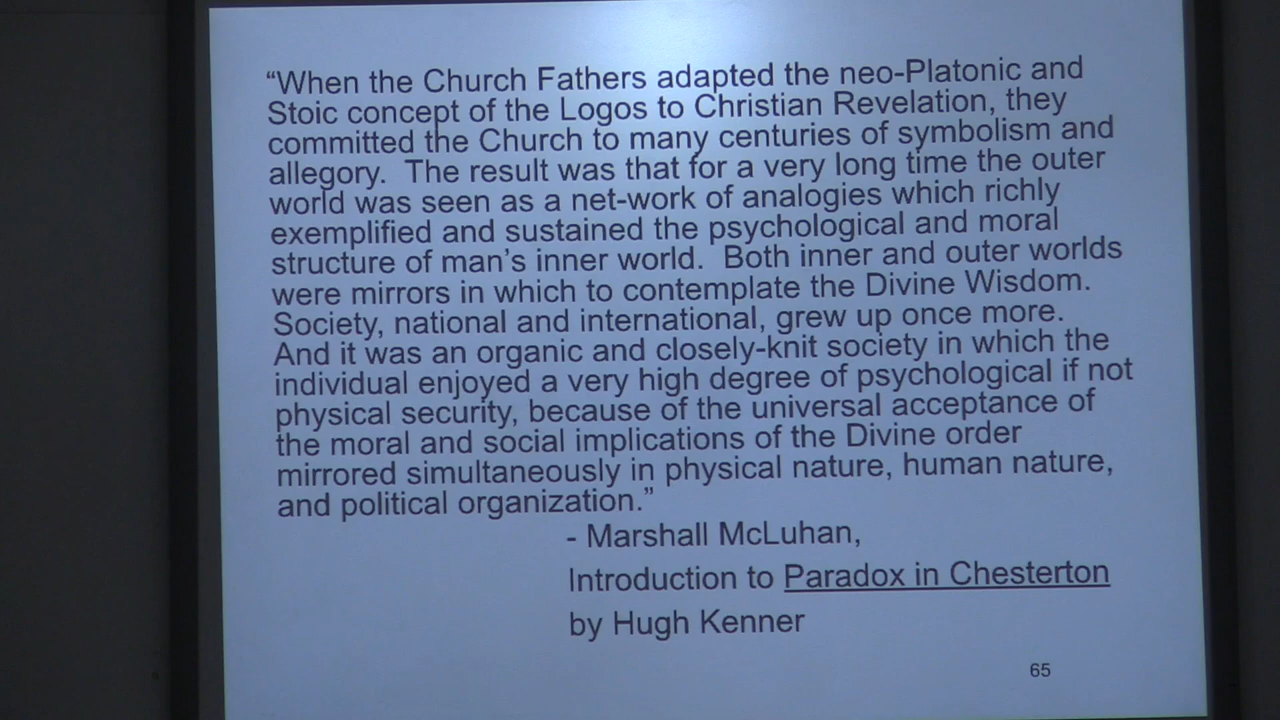 “When the Church Fathers adapted the neo-Platonic and
Stoic concept of the Logos to Christian Revelation, they
committed the Church to many centuries of symbolism and
allegory.  The result was that for a very long time the outer
world was seen as a net-work of analogies which richly
exemplified and sustained the psychological and moral
structure of man’s inner world.  Both inner and outer worlds
were mirrors in which to contemplate the Divine Wisdom.
Society, national and international, grew up once more.
And it was an organic and closely-knit society in which the
individual enjoyed a very high degree of psychological if not
physical security, because of the universal acceptance of
the moral and social implications of the Divine order
mirrored simultaneously in physical nature, human nature,
and political organization.”
- Marshall McLuhan,
Introduction to Paradox in Chesterton
by Hugh Kenner
65